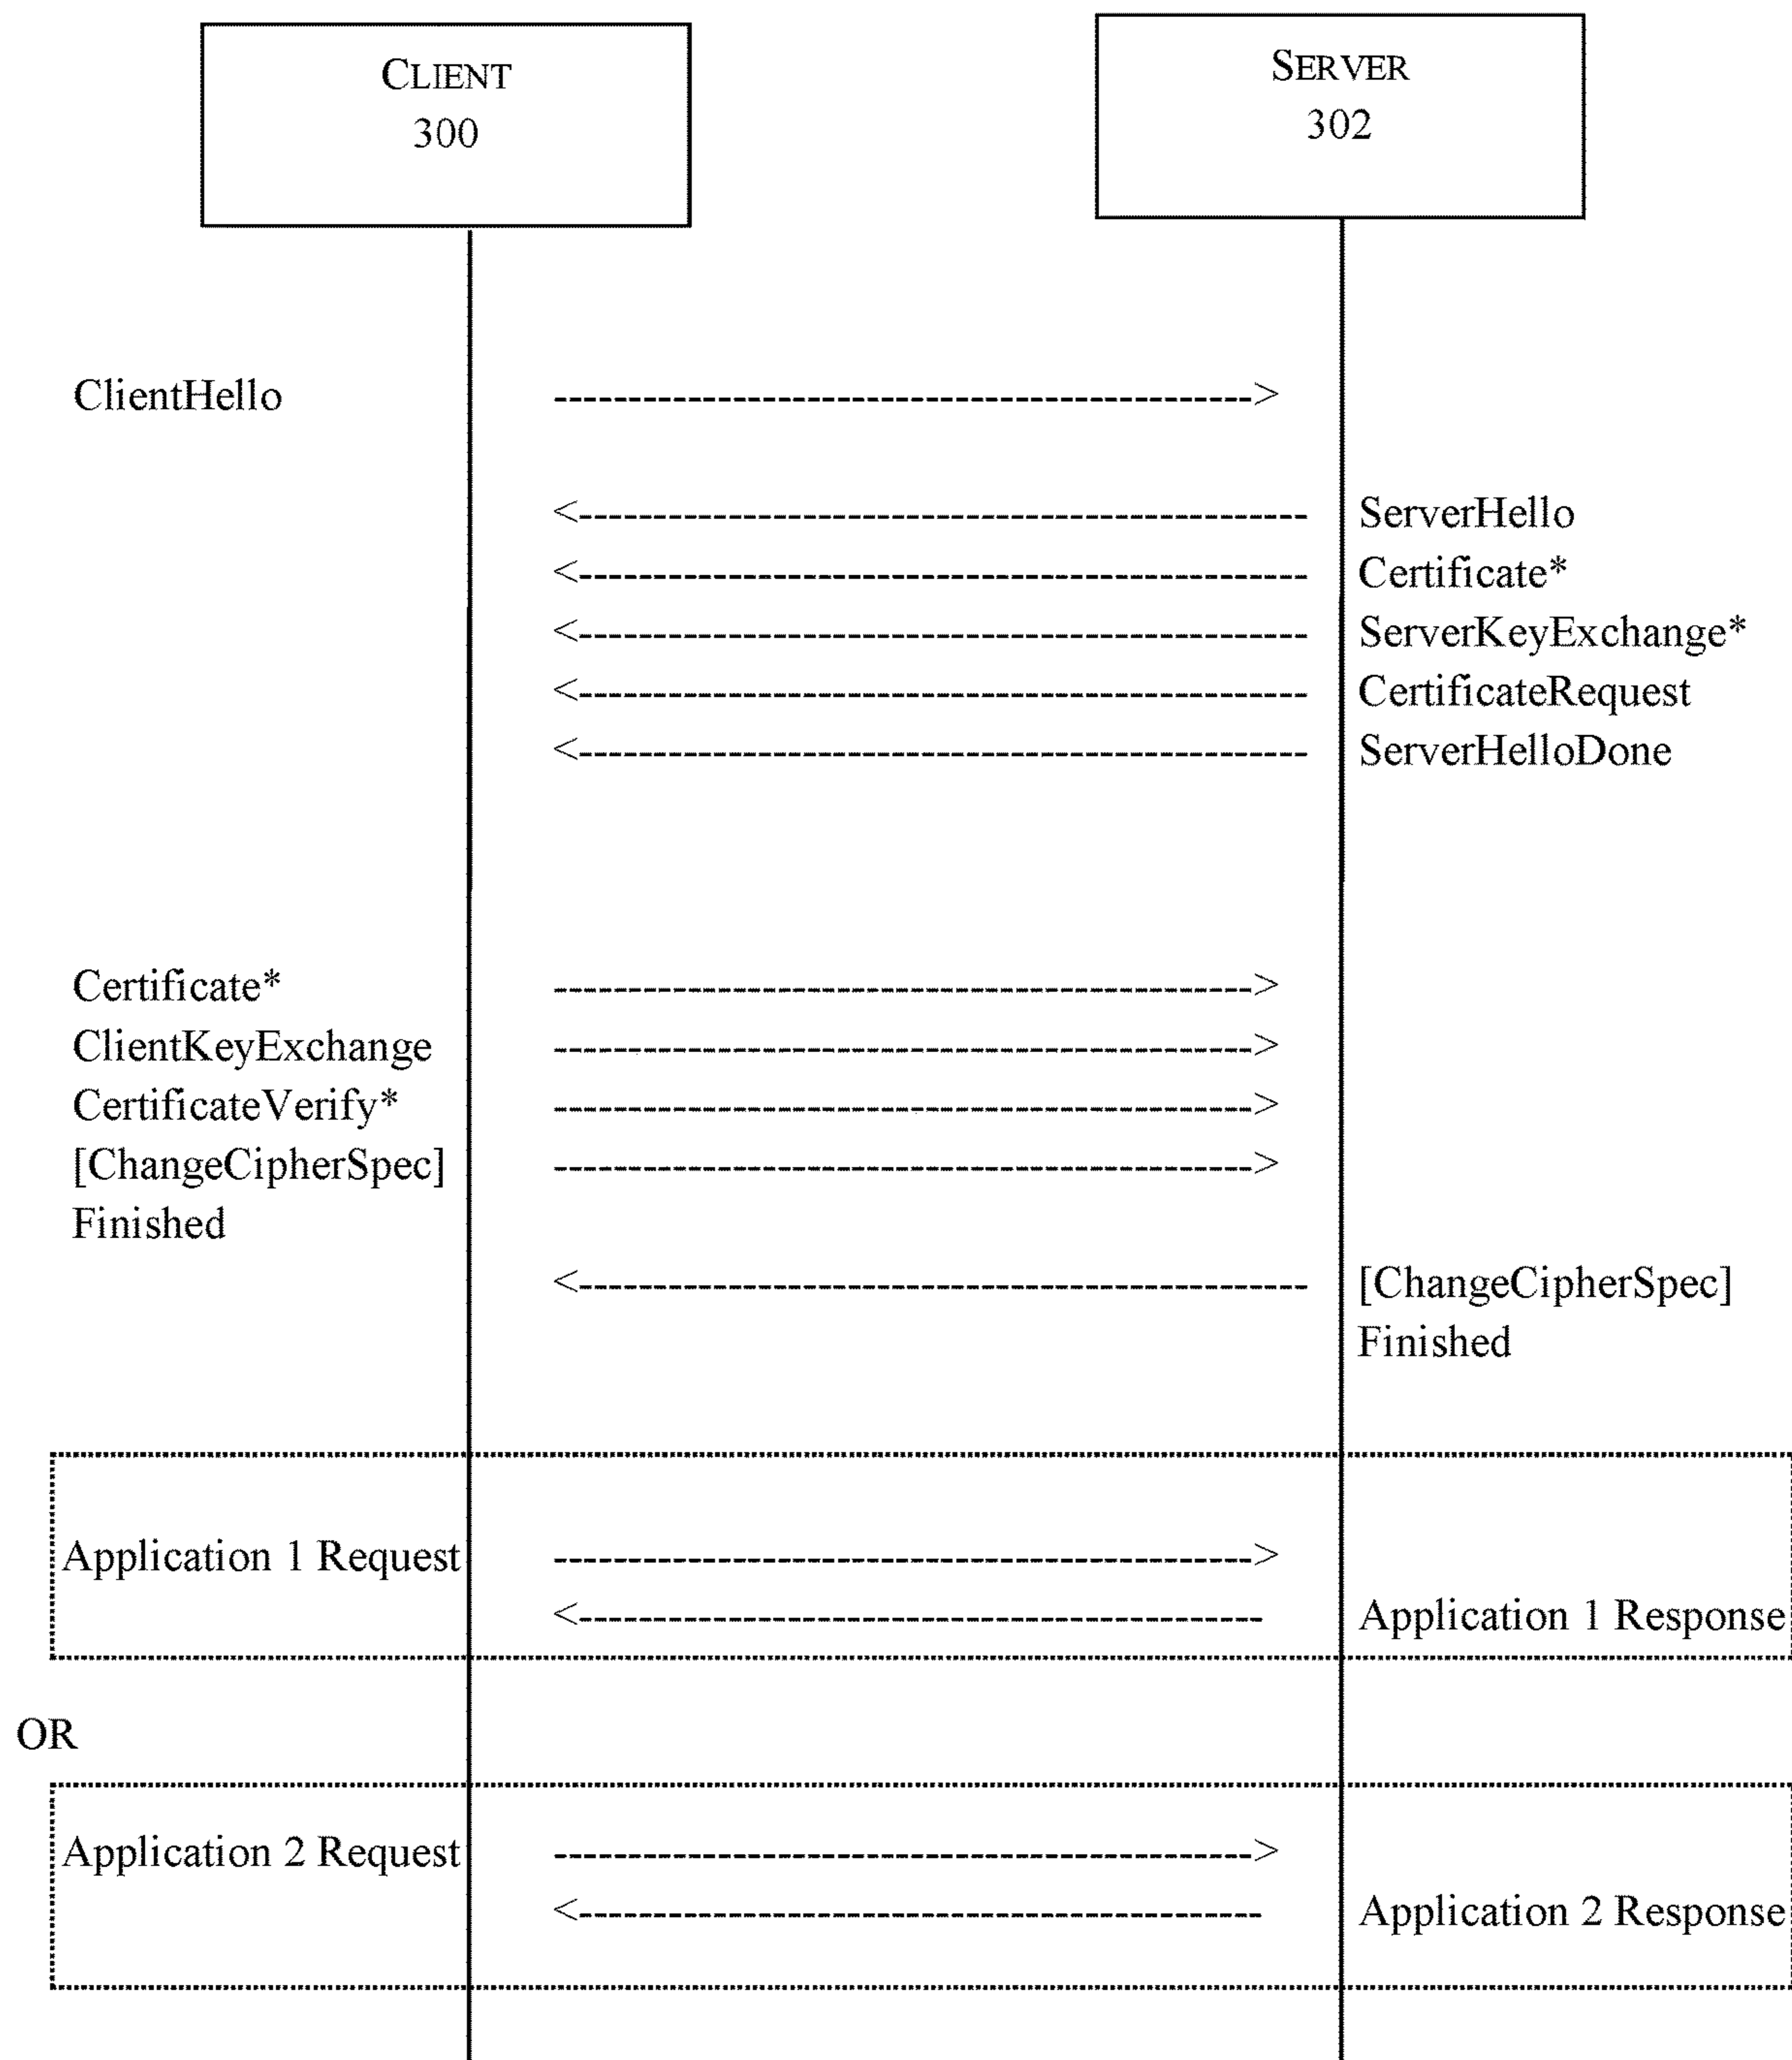 CLIENT
300
SERVER
302
ClientHello
ServerHello
Certificate*
ServerKeyExchange*
CertificateRequest
ServerHelloDone
Certificate*
ClientKeyExchange
CertificateVerify*
[ChangeCipherSpec]
Finished
[ChangeCipherSpec]
Finished
Application 1 Request
Application 1 Response
OR
Application 2 Request
Application 2 Response